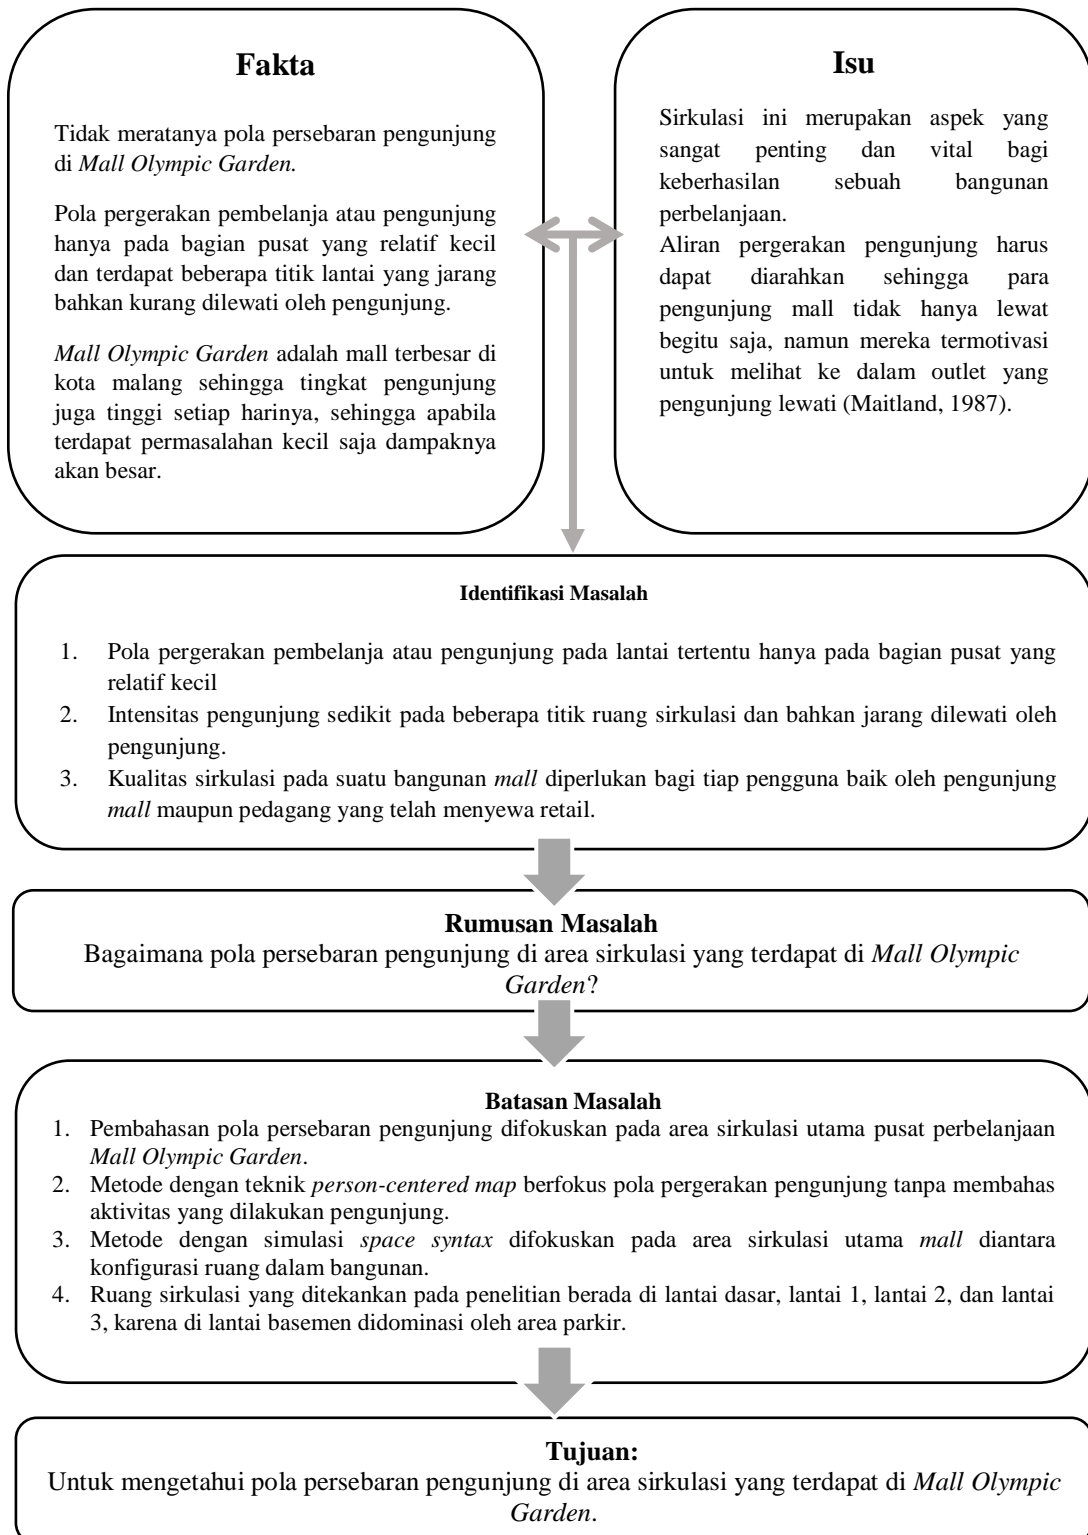 Fakta
Tidak meratanya pola persebaran pengunjung
di Mall Olympic Garden.
Pola pergerakan pembelanja atau pengunjung
hanya pada bagian pusat yang relatif kecil
dan terdapat beberapa titik lantai yang jarang
bahkan kurang dilewati oleh pengunjung.
Mall Olympic Garden adalah mall terbesar di
kota malang sehingga tingkat pengunjung
juga tinggi setiap harinya, sehingga apabila
terdapat permasalahan kecil saja dampaknya
akan besar.
Isu
Sirkulasi ini merupakan aspek yang
sangat penting dan vital bagi
keberhasilan sebuah bangunan
perbelanjaan.
Aliran pergerakan pengunjung harus
dapat diarahkan sehingga para
pengunjung mall tidak hanya lewat
begitu saja, namun mereka termotivasi
untuk melihat ke dalam outlet yang
pengunjung lewati (Maitland, 1987).
Identifikasi Masalah
1. Pola pergerakan pembelanja atau pengunjung pada lantai tertentu hanya pada bagian pusat yang
relatif kecil
2. Intensitas pengunjung sedikit pada beberapa titik ruang sirkulasi dan bahkan jarang dilewati oleh
pengunjung.
3. Kualitas sirkulasi pada suatu bangunan mall diperlukan bagi tiap pengguna baik oleh pengunjung
mall maupun pedagang yang telah menyewa retail.
Rumusan Masalah
Bagaimana pola persebaran pengunjung di area sirkulasi yang terdapat di Mall Olympic
Garden?
Batasan Masalah
1. Pembahasan pola persebaran pengunjung difokuskan pada area sirkulasi utama pusat perbelanjaan
Mall Olympic Garden.
2. Metode dengan teknik person-centered map berfokus pola pergerakan pengunjung tanpa membahas
aktivitas yang dilakukan pengunjung.
3. Metode dengan simulasi space syntax difokuskan pada area sirkulasi utama mall diantara
konfigurasi ruang dalam bangunan.
4. Ruang sirkulasi yang ditekankan pada penelitian berada di lantai dasar, lantai 1, lantai 2, dan lantai
3, karena di lantai basemen didominasi oleh area parkir.
Tujuan:
Untuk mengetahui pola persebaran pengunjung di area sirkulasi yang terdapat di Mall Olympic
Garden.